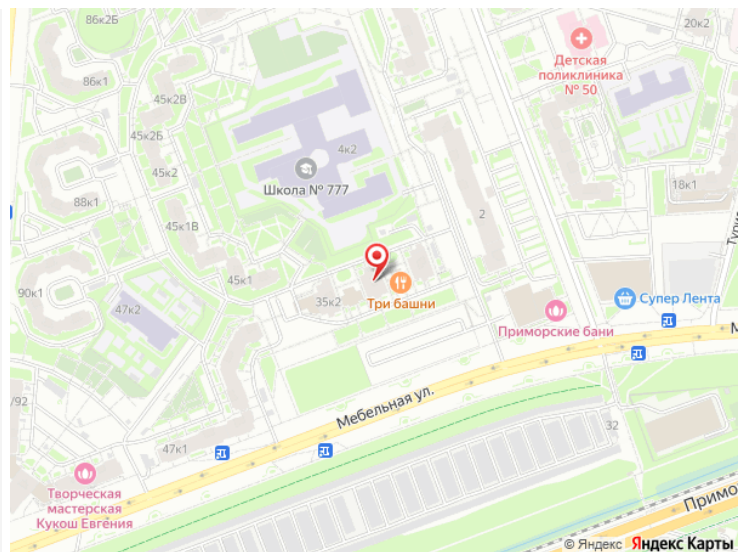 86к2Б
20к2
Детская
поликлиника
№ 50
86к1
45к2В
45к2Б
4к2
45к2
Школа № 777
18к1
88к1
2
45к1В
45к1
90к1
47к2
35к2
Три башни
Супер Лента
Приморские бани
Мебельная ул.
/92
47к1
32
Творческая
мастерская
Кукош Евгения
Примо
© Яндекс Яндекс Карты